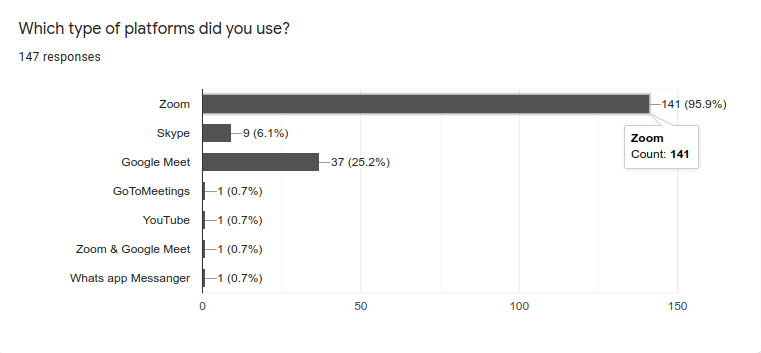 Which type of platforms did you use?
147 responses
Zoom
141 (95.9%)
Skype
9 (6.1%)
Zoom
Count: 141
Google Meet
37 (25.2%)
GoToMeetings
1 (0.7%)
YouTube
1 (0.7%)
Zoom & Google Meet
1 (0.7%)
Whats app Messanger
1 (0.7%)
0
50
100
150